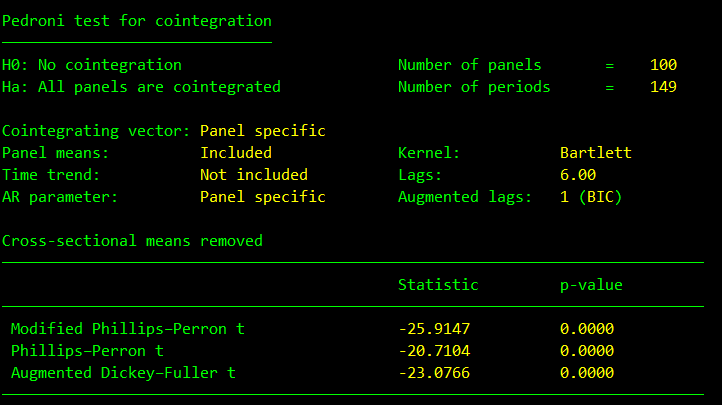 Pedroni test for cointegration
H0: No cointegration Number of panels = 100
Ha: All panels are cointegrated Number of periods = 149
Cointegrating vector: Panel specific
Panel means: Included Kernel: Bartlett
Time trend: Not included Lags: 6.00
AR parameter: Panel specific Augmented lags: 1 (BIC)
Cross-sectional means removed
Statistic p-value
Modified Phillips–Perron t -25.9147 0.0000
Phillips–Perron t -20.7104 0.0000
Augmented Dickey–Fuller t -23.0766 0.0000